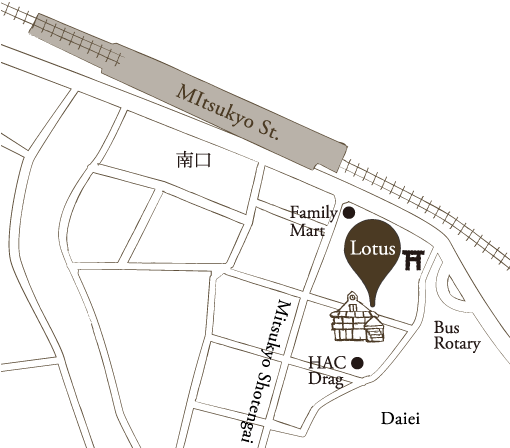 MItsukyo St.
南口
Family
Mart
Lotus
Mitsukyo Shotengai
Bus
Rotary
HAC
Drag
Daiei